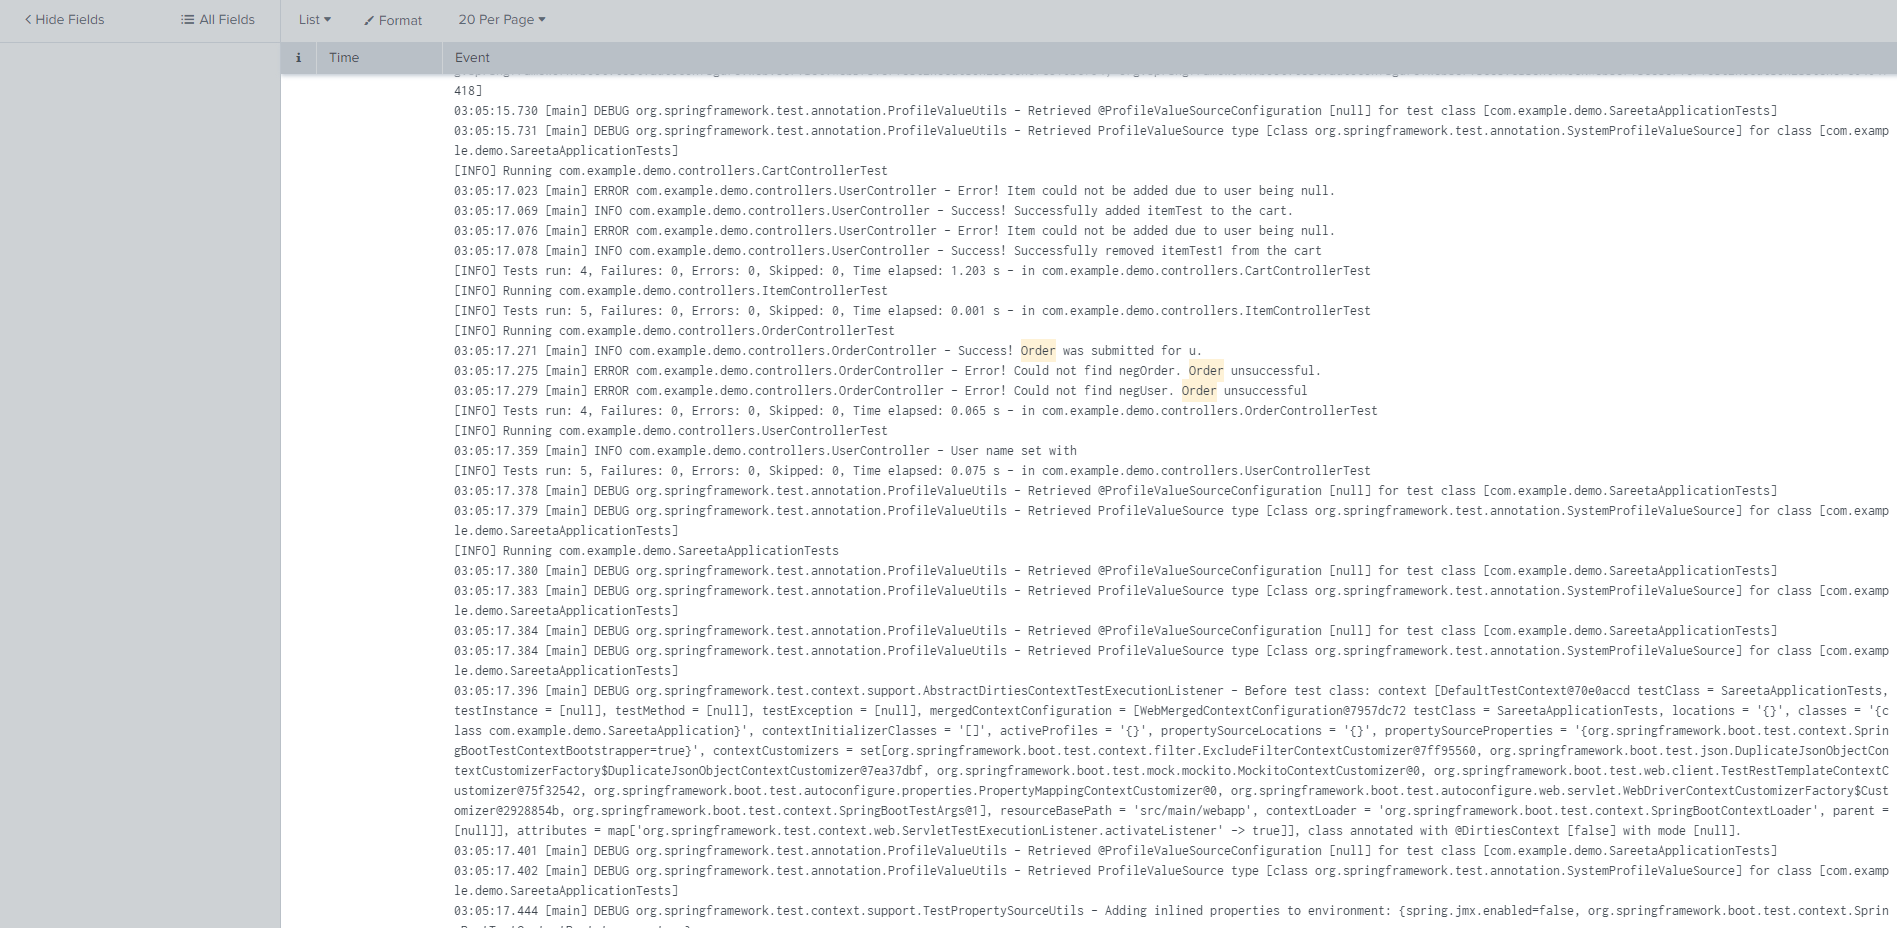 Hide Fields
All Fields
List
Format
20 Per Page
i
Time
Event
418]
03:05:15.730 [main] DEBUG org.springframework.test.annotation.ProfileValueUtils - Retrieved @ProfileValueSourceConfiguration [null] for test class [com.example.demo.SareetaApplicationTests]
03:05:15.731 [main] DEBUG org.springframework.test.annotation.ProfileValueUtils - Retrieved ProfileValueSource type [class org.springframework.test.annotation.SystemProfileValueSource] for class [com.examp
le.demo.SareetaApplicationTests]
[INFO] Running com.example.demo.controllers.CartControllerTest
03:05:17.023 [main] ERROR com.example.demo.controllers.UserController - Error! Item could not be added due to user being null.
03:05:17.069 [main] INFO com.example.demo.controllers.UserController - Success! Successfully added itemTest to the cart.
03:05:17.076 [main] ERROR com.example.demo.controllers.UserController - Error! Item could not be added due to user being null.
03:05:17.078 [main] INFO com.example.demo.controllers.UserController - Success! Successfully removed itemTest1 from the cart
[INFO] Tests run: 4, Failures: 0, Errors: 0, Skipped: 0, Time elapsed: 1.203 s - in com.example.demo.controllers.CartControllerTest
[INFO] Running com.example.demo.controllers.ItemControllerTest
[INFO] Tests run: 5, Failures: 0, Errors: 0, Skipped: 0, Time elapsed: 0.001 s - in com.example.demo.controllers.ItemControllerTest
[INFO] Running com.example.demo.controllers.OrderControllerTest
03:05:17.271 [main] INFO com.example.demo.controllers.OrderController - Success! Order was submitted for u.
03:05:17.275 [main] ERROR com.example.demo.controllers.OrderController - Error! Could not find negOrder. Order unsuccessful.
03:05:17.279 [main] ERROR com.example.demo.controllers.OrderController - Error! Could not find negUser. Order unsuccessful
[INFO] Tests run: 4, Failures: 0, Errors: 0, Skipped: 0, Time elapsed: 0.065 s - in com.example.demo.controllers.OrderControllerTest
[INFO] Running com.example.demo.controllers.UserControllerTest
03:05:17.359 [main] INFO com.example.demo.controllers.UserController - User name set with
[INFO] Tests run: 5, Failures: 0, Errors: 0, Skipped: 0, Time elapsed: 0.075 s - in com.example.demo.controllers.UserControllerTest
03:05:17.378 [main] DEBUG org.springframework.test.annotation.ProfileValueUtils - Retrieved @ProfileValueSourceConfiguration [null] for test class [com.example.demo.SareetaApplicationTests]
03:05:17.379 [main] DEBUG org.springframework.test.annotation.ProfileValueUtils - Retrieved ProfileValueSource type [class org.springframework.test.annotation.SystemProfileValueSource] for class [com.examp
le.demo.SareetaApplicationTests]
[INFO] Running com.example.demo.SareetaApplicationTests
03:05:17.380 [main] DEBUG org.springframework.test.annotation.ProfileValueUtils - Retrieved @ProfileValueSourceConfiguration [null] for test class [com.example.demo.SareetaApplicationTests]
03:05:17.383 [main] DEBUG org.springframework.test.annotation.ProfileValueUtils - Retrieved ProfileValueSource type [class org.springframework.test.annotation.SystemProfileValueSource] for class [com.examp
le.demo.SareetaApplicationTests]
03:05:17.384 [main] DEBUG org.springframework.test.annotation.ProfileValueUtils - Retrieved @ProfileValueSourceConfiguration [null] for test class [com.example.demo.SareetaApplicationTests]
03:05:17.384 [main] DEBUG org.springframework.test.annotation.ProfileValueUtils - Retrieved ProfileValueSource type [class org.springframework.test.annotation.SystemProfileValueSource] for class [com.examp
le.demo.SareetaApplicationTests]
03:05:17.396 [main] DEBUG org.springframework.test.context.support.AbstractDirtiesContextTestExecutionListener - Before test class: context [DefaultTestContext@70e0accd testClass = SareetaApplicationTests,
testInstance = [null], testMethod = [null], testException = [null], mergedContextConfiguration = [WebMergedContextConfiguration@7957dc72 testClass = SareetaApplicationTests, locations = '{}', classes = '{c
lass com.example.demo.SareetaApplication}', contextInitializerClasses = '[]', activeProfiles = '{}', propertySourceLocations = '{}', propertySourceProperties = '{org.springframework.boot.test.context.Sprin
gBootTestContextBootstrapper=true}', contextCustomizers = set[org.springframework.boot.test.context.filter.ExcludeFilterContextCustomizer@7ff95560, org.springframework.boot.test.json.DuplicateJsonObjectCon
textCustomizerFactory$DuplicateJsonObjectContextCustomizer@7ea37dbf, org.springframework.boot.test.mock.mockito.MockitoContextCustomizer@0, org.springframework.boot.test.web.client.TestRestTemplateContextC
ustomizer@75f32542, org.springframework.boot.test.autoconfigure.properties.PropertyMappingContextCustomizer@0, org.springframework.boot.test.autoconfigure.web.servlet.WebDriverContextCustomizerFactory$Cust
omizer@2928854b, org.springframework.boot.test.context.SpringBootTestArgs@1], resourceBasePath = 'src/main/webapp', contextLoader = 'org.springframework.boot.test.context.SpringBootContextLoader', parent =
[null]], attributes = map['org.springframework.test.context.web.ServletTestExecutionListener.activateListener' -> true]], class annotated with @DirtiesContext [false] with mode [null].
03:05:17.401 [main] DEBUG org.springframework.test.annotation.ProfileValueUtils - Retrieved @ProfileValueSourceConfiguration [null] for test class [com.example.demo.SareetaApplicationTests]
03:05:17.402 [main] DEBUG org.springframework.test.annotation.ProfileValueUtils - Retrieved ProfileValueSource type [class org.springframework.test.annotation.SystemProfileValueSource] for class [com.examp
le.demo.SareetaApplicationTests]
03:05:17.444 [main] DEBUG org.springframework.test.context.support.TestPropertySourceUtils - Adding inlined properties to environment: {spring.jmx.enabled=false, org.springframework.boot.test.context.Sprin